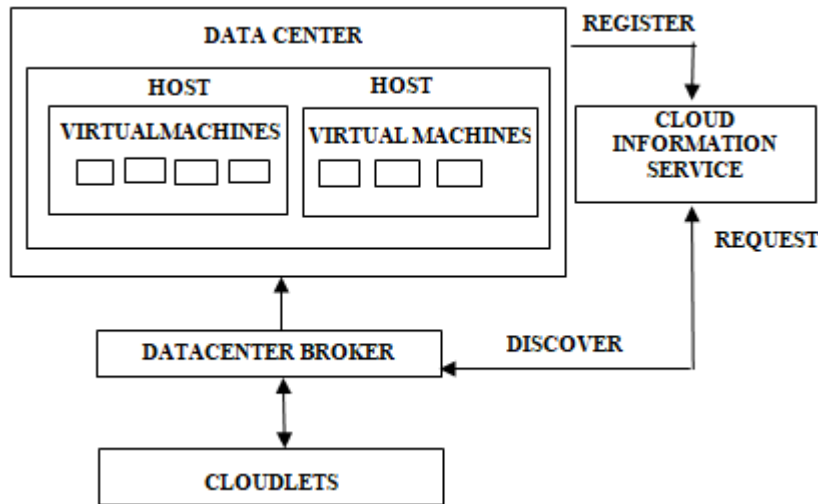 DATA CENTER
REGISTER
HOST
HOST
VIRTUALMACHINES
VIRTUAL MACHINES
CLOUD
INFORMATION
SERVICE
REQUEST
DATACENTER BROKER
DISCOVER
CLOUDLETS